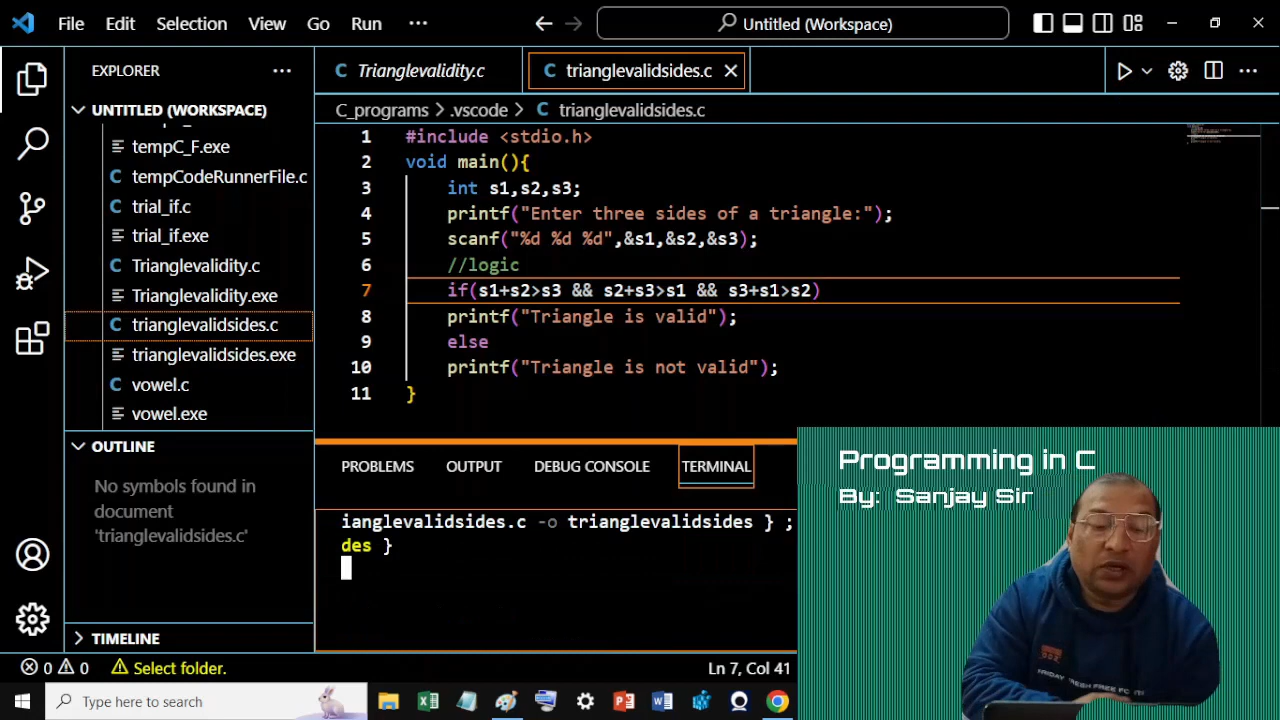 File Edit Selection View Go Run ··· Untitled (Workspace)
EXPLORER ···
UNTITLED (WORKSPACE)
tempC_F.exe
C tempCodeRunnerFile.c
C trial_if.c
trial_if.exe
C Trianglevalidity.c
Trianglevalidity.exe
C trianglevalidsides.c
trianglevalidsides.exe
C vowel.c
vowel.exe
OUTLINE
No symbols found in
document
'trianglevalidsides.c'
TIMELINE
C Trianglevalidity.c C trianglevalidsides.c
C_programs > .vscode > C trianglevalidsides.c
1 #include <stdio.h>
2 void main(){
3 int s1,s2,s3;
4 printf("Enter three sides of a triangle:");
5 scanf("%d %d %d",&s1,&s2,&s3);
6 //logic
7 if(s1+s2>s3 && s2+s3>s1 && s3+s1>s2)
8 printf("Triangle is valid");
9 else
10 printf("Triangle is not valid");
11 }
PROBLEMS OUTPUT DEBUG CONSOLE TERMINAL
ianglevalidsides.c -o trianglevalidsides } ;
des }
Programming in C
By: Sanjay Sir
0 0 Select folder. Ln 7, Col 41
Type here to search